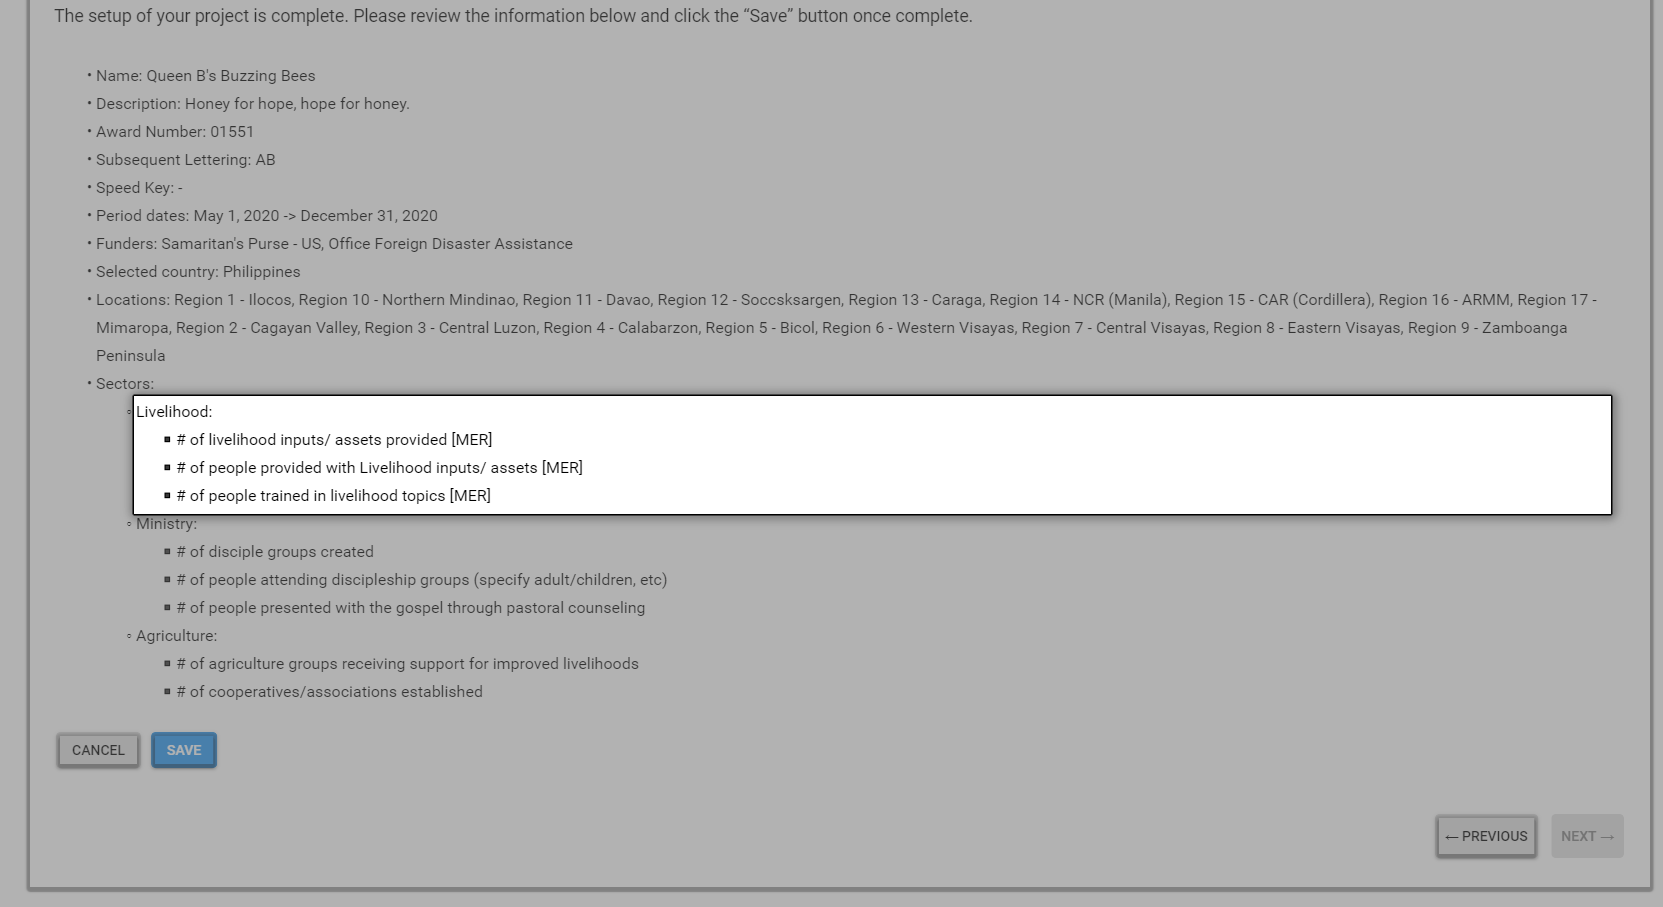 The setup of your project is complete. Please review the information below and click the “Save” button once complete.
• Name: Queen B's Buzzing Bees
• Description: Honey for hope, hope for honey.
• Award Number: 01551
• Subsequent Lettering: AB
• Speed Key: -
• Period dates: May 1, 2020 -> December 31, 2020
• Funders: Samaritan's Purse - US, Office Foreign Disaster Assistance
• Selected country: Philippines
• Locations: Region 1 - Ilocos, Region 10 - Northern Mindinao, Region 11 - Davao, Region 12 - Soccsksargen, Region 13 - Caraga, Region 14 - NCR (Manila), Region 15 - CAR (Cordillera), Region 16 - ARMM, Region 17 -
Mimaropa, Region 2 - Cagayan Valley, Region 3 - Central Luzon, Region 4 - Calabarzon, Region 5 - Bicol, Region 6 - Western Visayas, Region 7 - Central Visayas, Region 8 - Eastern Visayas, Region 9 - Zamboanga
Peninsula
• Sectors:
◦ Livelihood:
▪ # of livelihood inputs/ assets provided [MER]
▪ # of people provided with Livelihood inputs/ assets [MER]
▪ # of people trained in livelihood topics [MER]
◦ Ministry:
▪ # of disciple groups created
▪ # of people attending discipleship groups (specify adult/children, etc)
▪ # of people presented with the gospel through pastoral counseling
◦ Agriculture:
▪ # of agriculture groups receiving support for improved livelihoods
▪ # of cooperatives/associations established
CANCEL SAVE
← PREVIOUS NEXT →